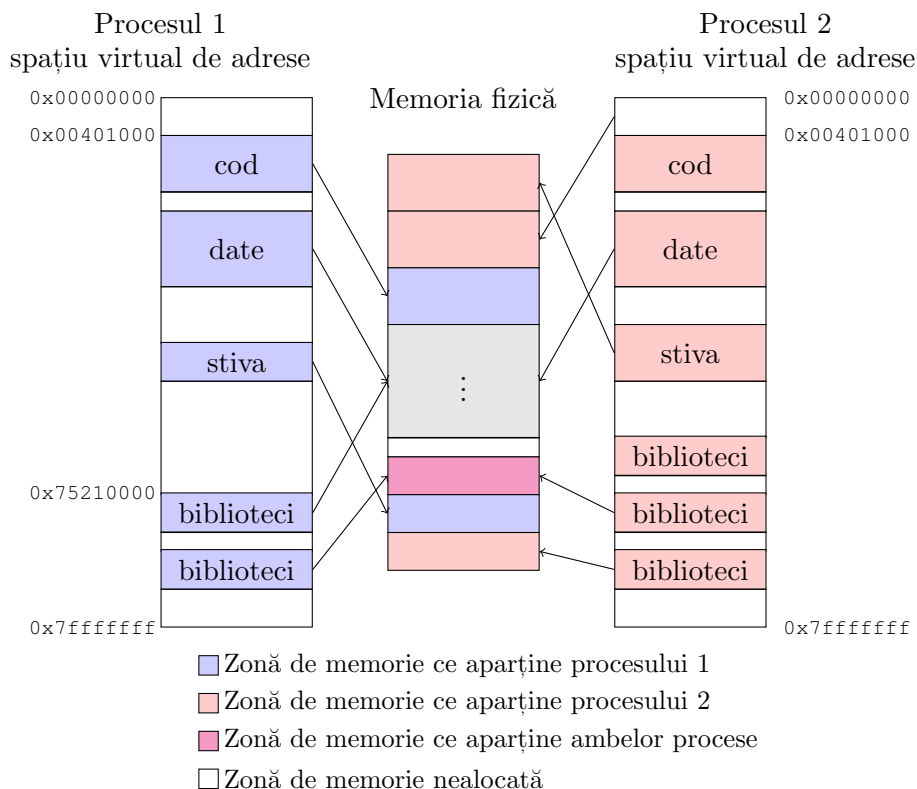 Procesul 1
spațiu virtual de adrese
0x00000000
0x00401000
cod
date
stiva
0x75210000
biblioteci
biblioteci
0x7fffffff
Memoria fizică
⋮
Procesul 2
spațiu virtual de adrese
0x00000000
0x00401000
cod
date
stiva
biblioteci
biblioteci
biblioteci
0x7fffffff
Zonă de memorie ce aparține procesului 1
Zonă de memorie ce aparține procesului 2
Zonă de memorie ce aparține ambelor procese
Zonă de memorie nealocată